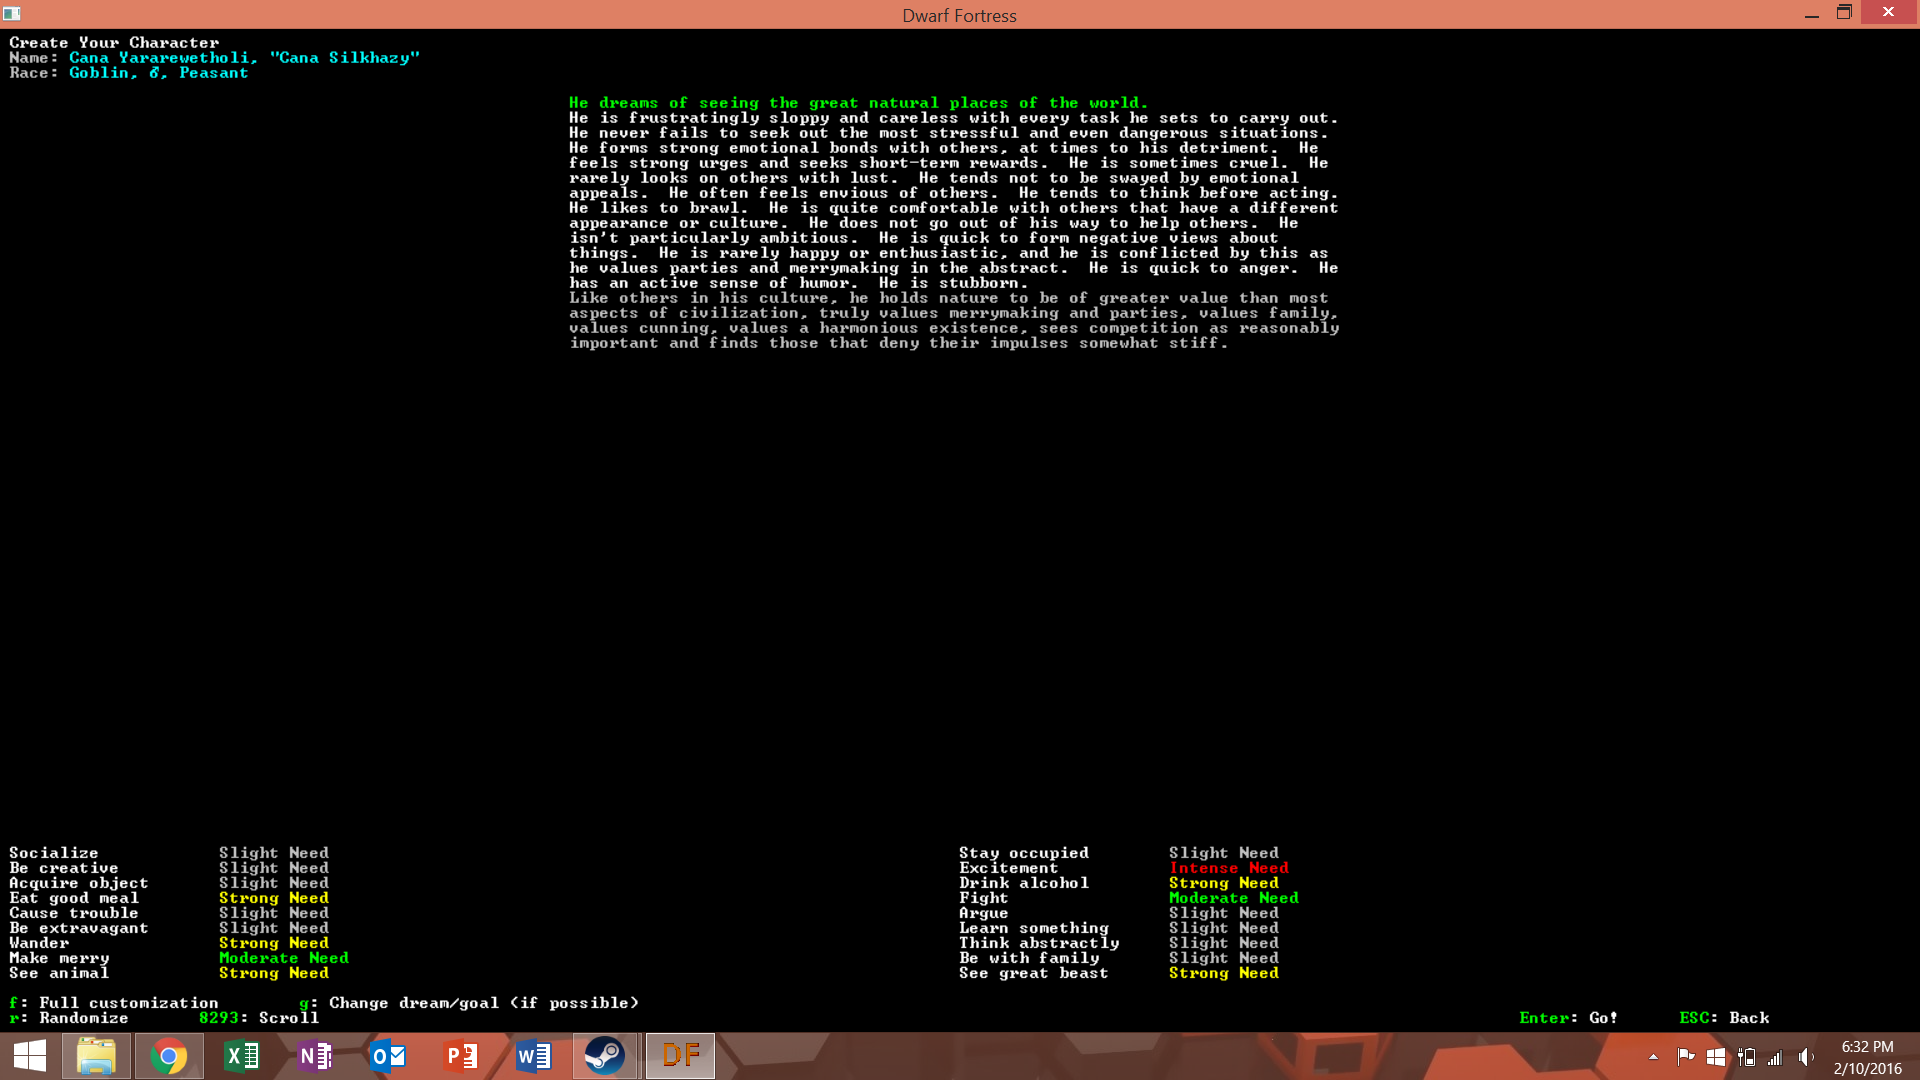 Dwarf Fortress
Create Your Character
Name: Cana Yararewetholi, "Cana Silkhazy"
Race: Goblin, ♂, Peasant
He dreams of seeing the great natural places of the world.
He is frustratingly sloppy and careless with every task he sets to carry out.
He never fails to seek out the most stressful and even dangerous situations.
He forms strong emotional bonds with others, at times to his detriment.  He
feels strong urges and seeks short-term rewards.  He is sometimes cruel.  He
rarely looks on others with lust.  He tends not to be swayed by emotional
appeals.  He often feels envious of others.  He tends to think before acting.
He likes to brawl.  He is quite comfortable with others that have a different
appearance or culture.  He does not go out of his way to help others.  He
isn't particularly ambitious.  He is quick to form negative views about
things.  He is rarely happy or enthusiastic, and he is conflicted by this as
he values parties and merrymaking in the abstract.  He is quick to anger.  He
has an active sense of humor.  He is stubborn.
Like others in his culture, he holds nature to be of greater value than most
aspects of civilization, truly values merrymaking and parties, values family,
values cunning, values a harmonious existence, sees competition as reasonably
important and finds those that deny their impulses somewhat stiff.
Socialize Slight Need
Be creative Slight Need
Acquire object Slight Need
Eat good meal Strong Need
Cause trouble Slight Need
Be extravagant Slight Need
Wander Strong Need
Make merry Moderate Need
See animal Strong Need
Stay occupied Slight Need
Excitement Intense Need
Drink alcohol Strong Need
Fight Moderate Need
Argue Slight Need
Learn something Slight Need
Think abstractly Slight Need
Be with family Slight Need
See great beast Strong Need
f: Full customization g: Change dream/goal (if possible)
r: Randomize 8293: Scroll Enter: Go! ESC: Back
DF
6:32 PM
2/10/2016